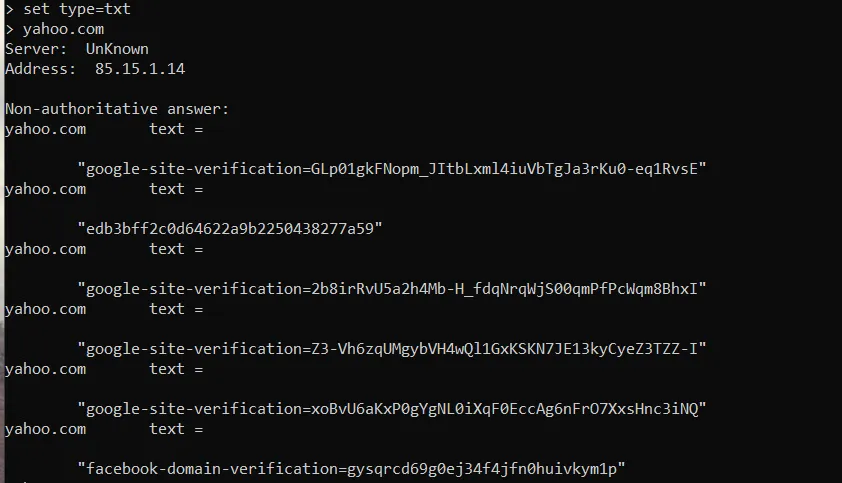 > set type=txt
> yahoo.com
Server:  UnKnown
Address:  85.15.1.14

Non-authoritative answer:
yahoo.com       text =

        "google-site-verification=GLp01gkFNopm_JItbLxml4iuVbTgJa3rKu0-eq1RvsE"
yahoo.com       text =

        "edb3bff2c0d64622a9b2250438277a59"
yahoo.com       text =

        "google-site-verification=2b8irRvU5a2h4Mb-H_fdqNrqWjS00qmPfPcWqm8BhxI"
yahoo.com       text =

        "google-site-verification=Z3-Vh6zqUMgybVH4wQl1GxKSKN7JE13kyCyeZ3TZZ-I"
yahoo.com       text =

        "google-site-verification=xoBvU6aKxP0gYgNL0iXqF0EccAg6nFrO7XxsHnc3iNQ"
yahoo.com       text =

        "facebook-domain-verification=gysqrcd69g0ej34f4jfn0huivkym1p"